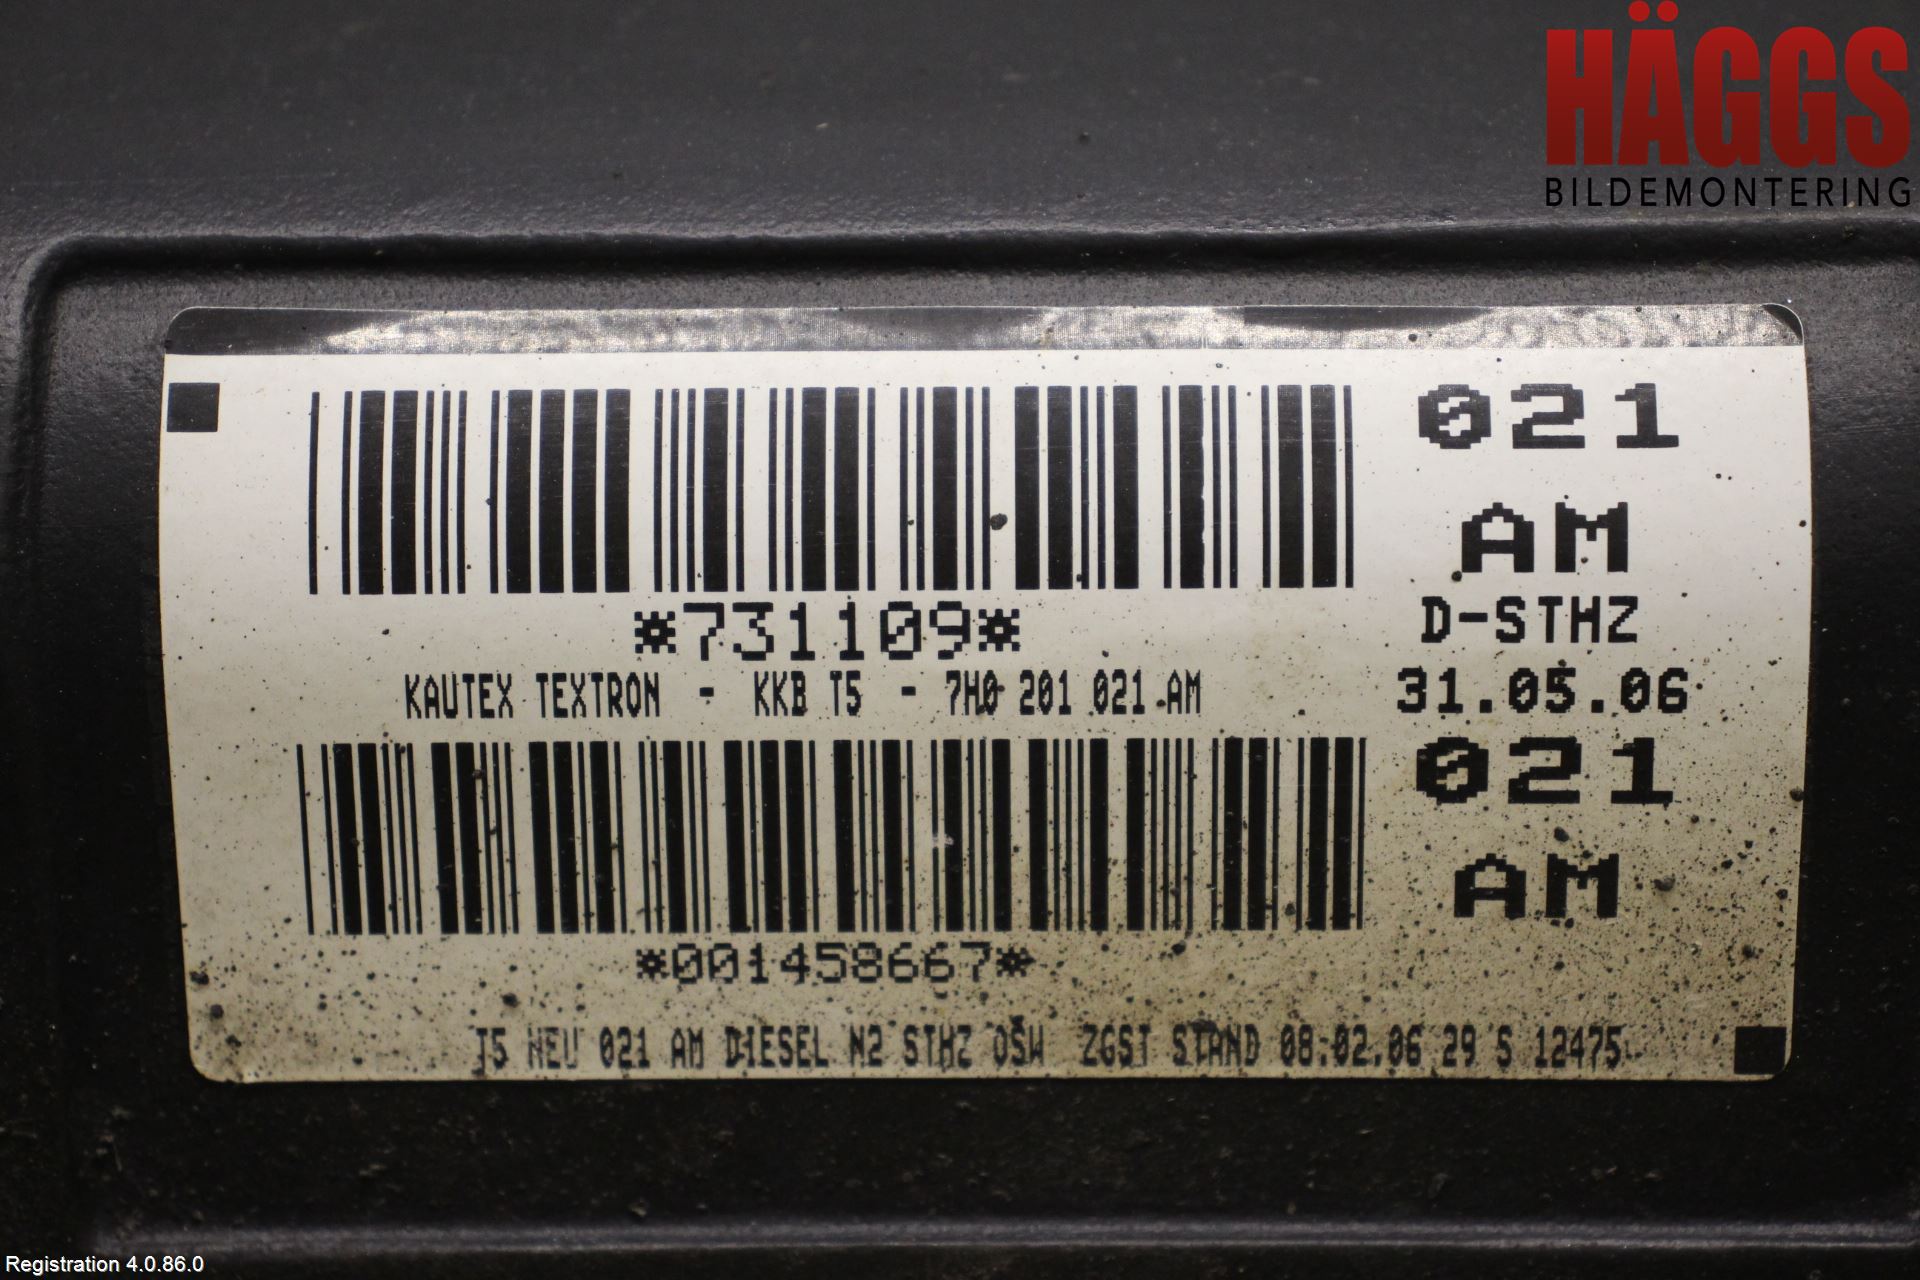 HÄGGS
BILDEMONTERING
021
AM
*731109*
D-STHZ
KAUTEX TEXTRON - KKB T5 - 7H0 201 021 AM
31.05.06
021
AM
*001458667*
T5 NEU 021 AM DIESEL N2 STHZ OSW ZGST STAND 08.02.06 29 S 12475
Registration 4.0.86.0